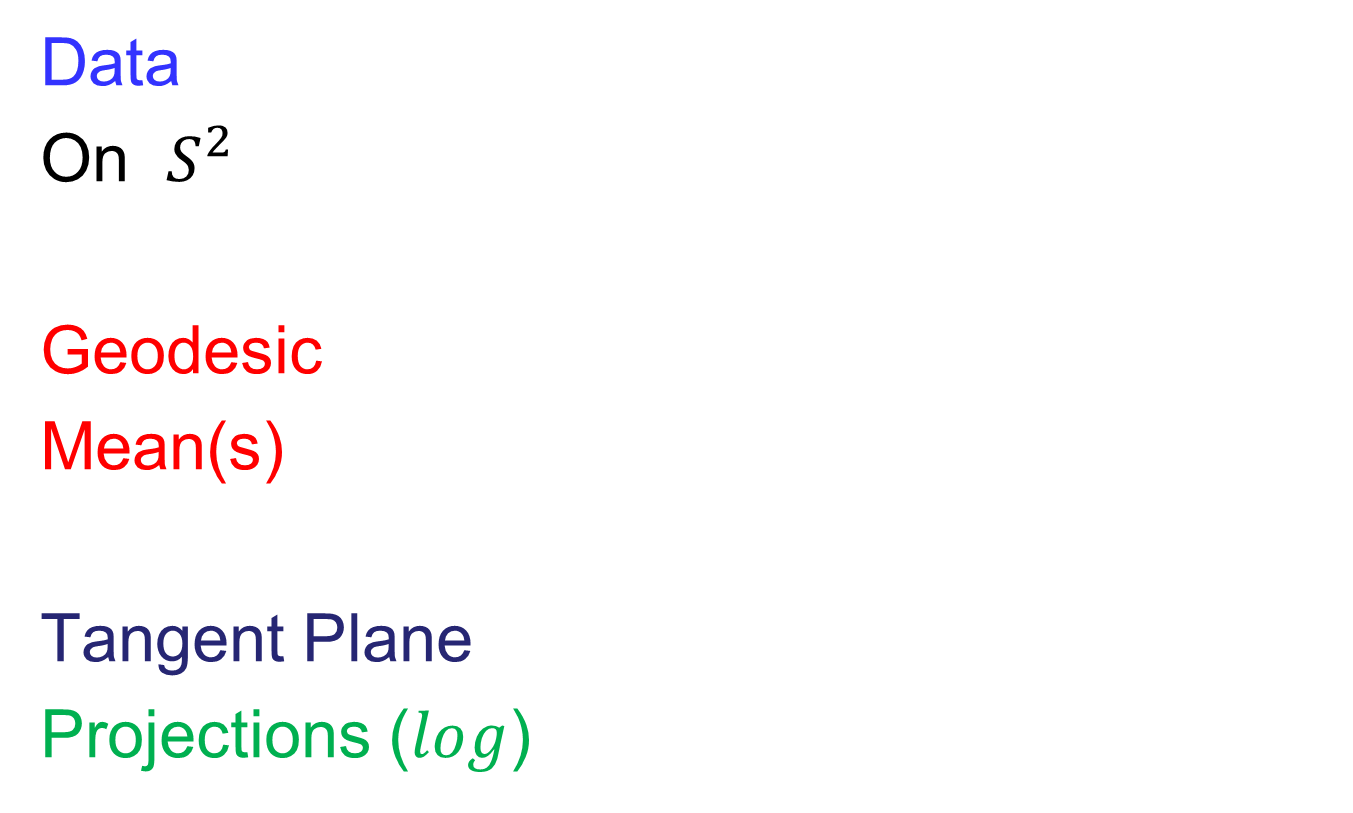 Data
On S²
Geodesic
Mean(s)
Tangent Plane
Projections (log)